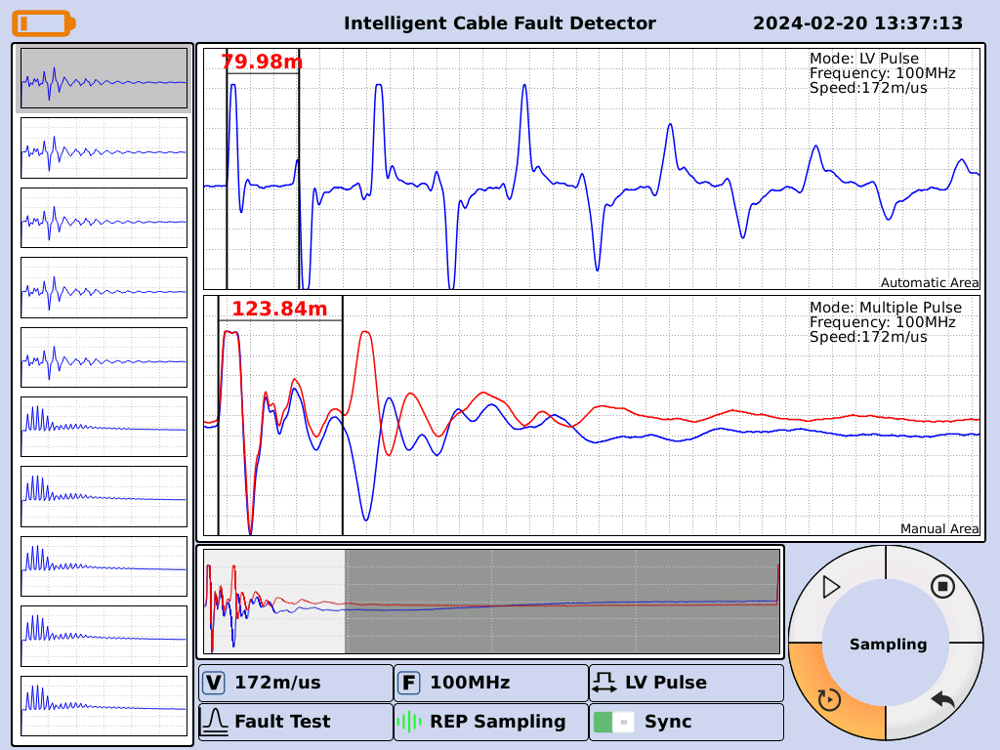 Intelligent Cable Fault Detector
2024-02-20 13:37:13
79.98m
Mode: LV Pulse
Frequency: 100MHz
Speed:172m/us
Automatic Area
123.84m
Mode: Multiple Pulse
Frequency: 100MHz
Speed:172m/us
Manual Area
Sampling
V 172m/us
F 100MHz
LV Pulse
Fault Test
REP Sampling
Sync